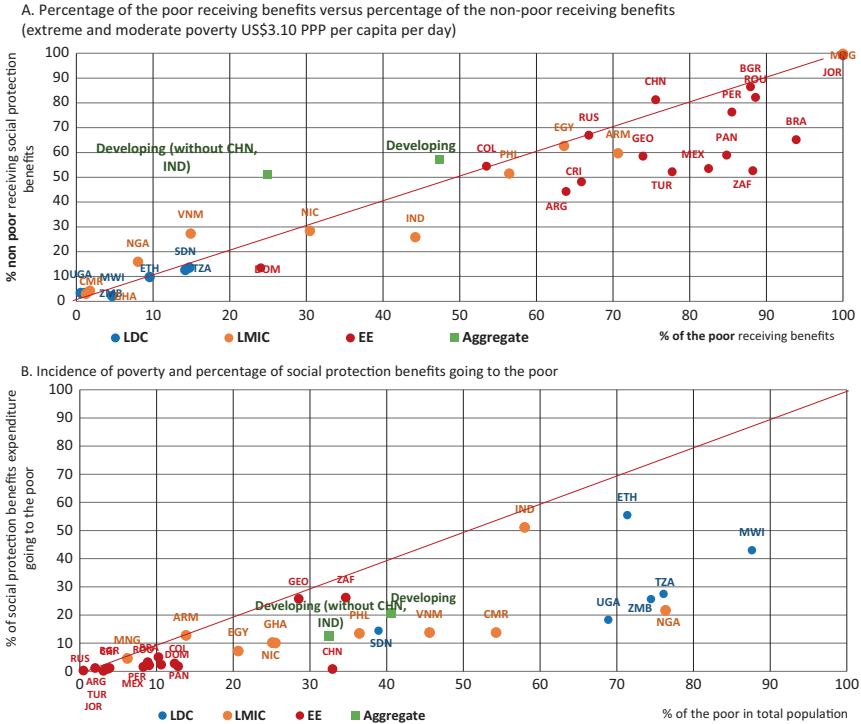 A. Percentage of the poor receiving benefits versus percentage of the non-poor receiving benefits
(extreme and moderate poverty US$3.10 PPP per capita per day)
% non poor receiving social protection
benefits
100
90
80
70
60
50
40
30
20
10
0
MNG
JOR
BGR
ROU
CHN
PER
BRA
RUS
EGY
ARM
GEO
PAN
Developing (without CHN,
IND)
Developing
COL
PHL
CRI
MEX
ARG
TUR
ZAF
VNM
NIC
IND
NGA
SDN
UGA
MWI
ETH
TZA
DOM
CMR
ZMB
GHA
0
10
20
30
40
50
60
70
80
90
100
LDC
LMIC
EE
Aggregate
% of the poor receiving benefits
B. Incidence of poverty and percentage of social protection benefits going to the poor
% of social protection benefits expenditure
going to the poor
100
90
80
70
60
50
40
30
20
10
0
IND
ETH
MWI
GEO
ZAF
TZA
Developing (without CHN,
IND)
Developing
UGA
ZMB
NGA
ARM
GHA
PHL
VNM
CMR
MNG
EGY
NIC
SDN
CHN
RUS
BGR
CRI
ROU
BRA
COL
DOM
ARG
PER
PAN
TUR
MEX
JOR
0
10
20
30
40
50
60
70
80
90
100
LDC
LMIC
EE
Aggregate
% of the poor in total population